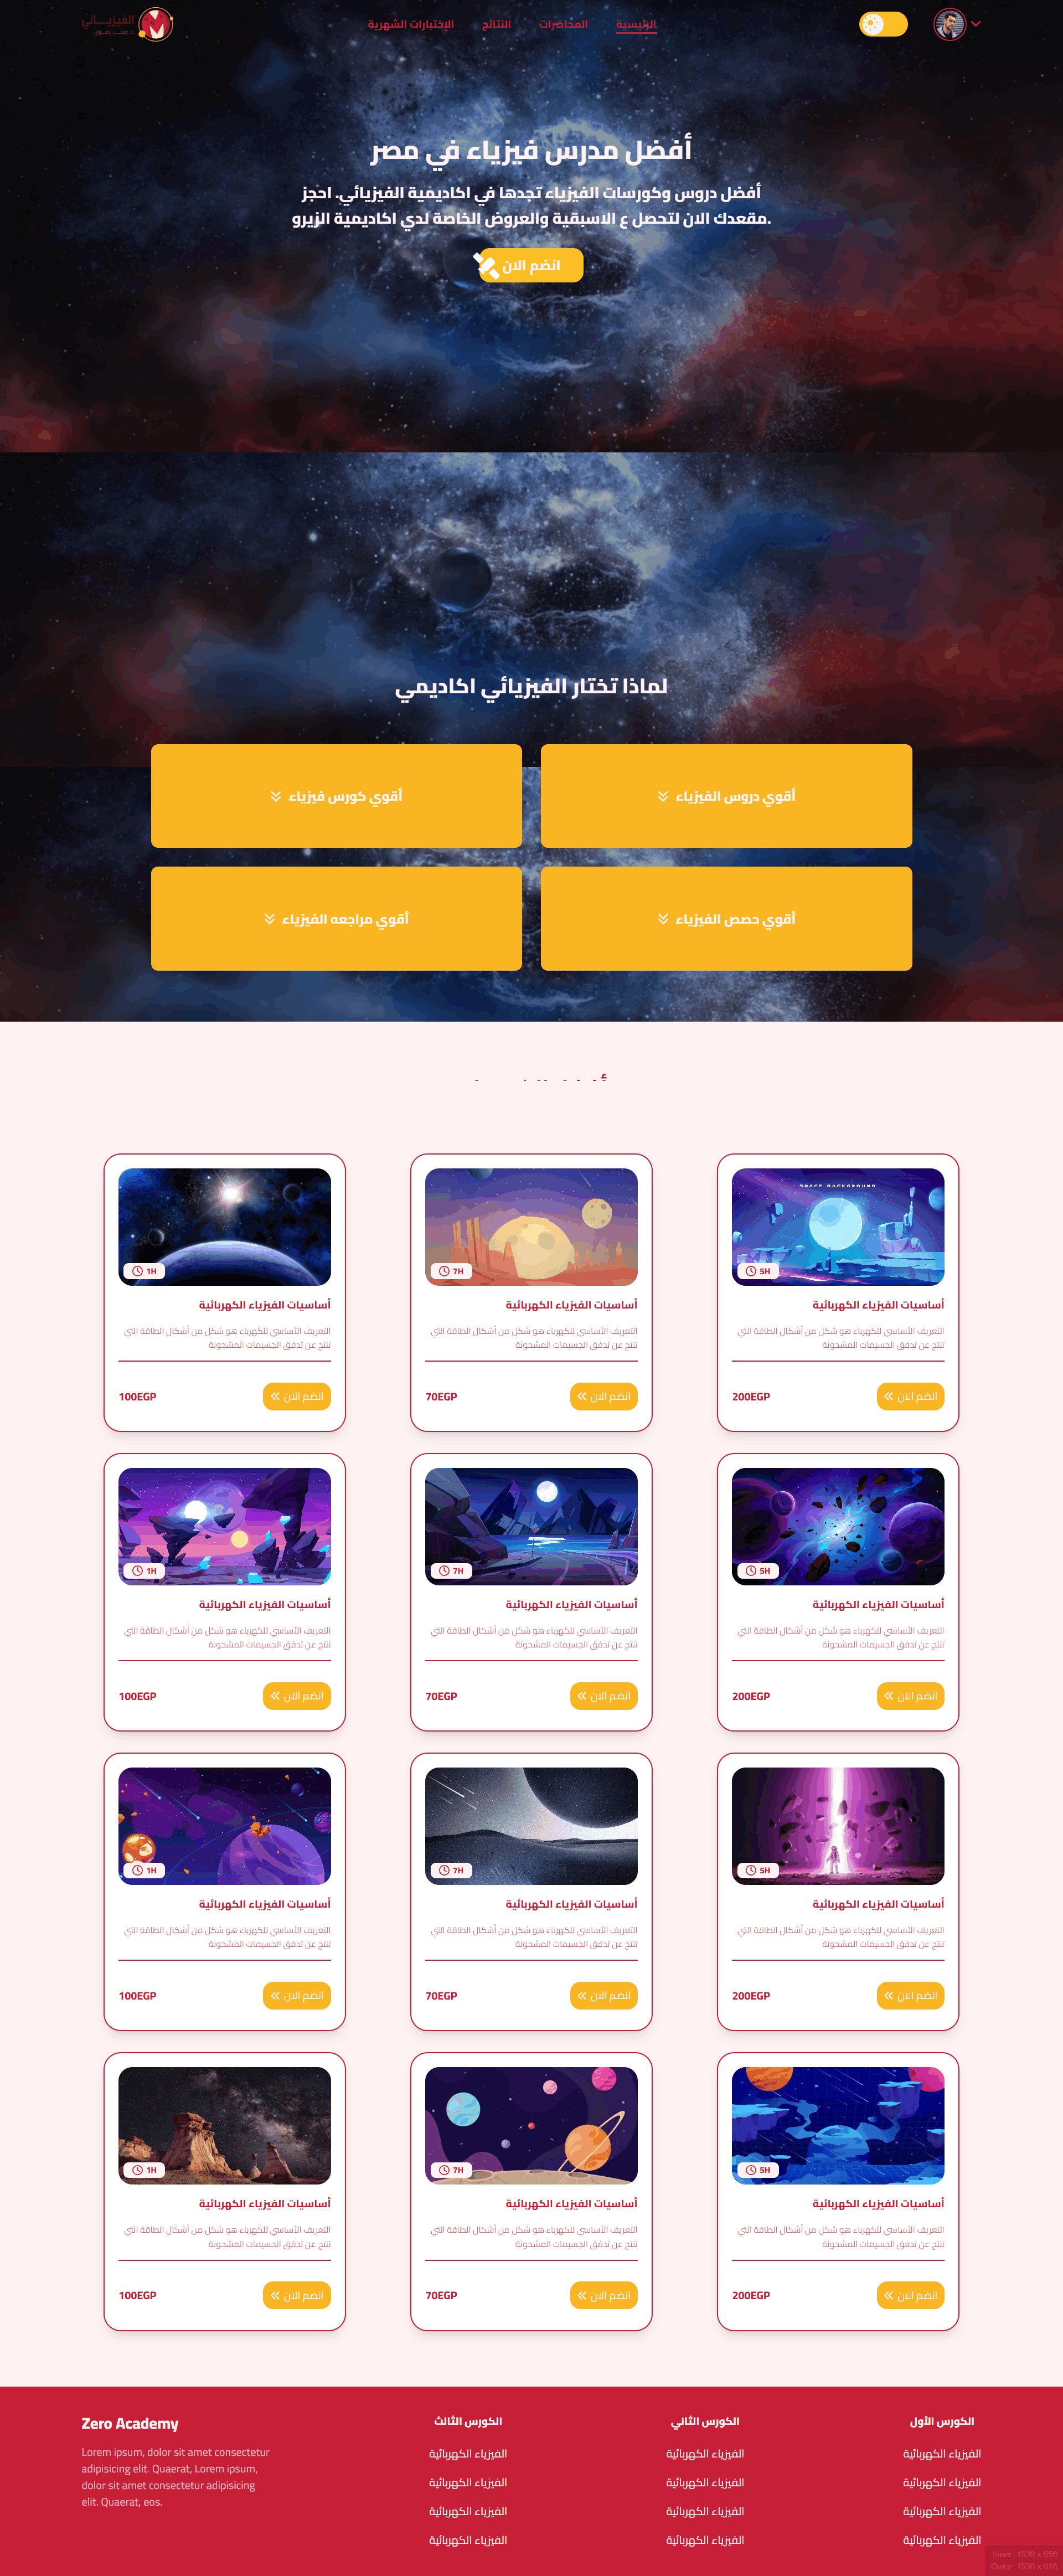 الفيزيـــائي
د. معتـــز رضـــوان
الرئيسية
المحاضرات
النتائج
الإختبارات الشهرية
أفضل مدرس فيزياء في مصر
أفضل دروس وكورسات الفيزياء تجدها في اكاديمية الفيزيائي. احجز
مقعدك الان لتحصل ع الاسبقية والعروض الخاصة لدي اكاديمية الزيرو.
انضم الان
لماذا تختار الفيزيائي اكاديمي
أقوي دروس الفيزياء
أقوي كورس فيزياء
أقوي حصص الفيزياء
أقوي مراجعه الفيزياء
SPACE BACKGROUND
5H
أساسيات الفيزياء الكهربائية
التعريف الأساسي للكهرباء هو شكل من أشكال الطاقة التي
تنتج عن تدفق الجسيمات المشحونة
انضم الان
200EGP
7H
أساسيات الفيزياء الكهربائية
التعريف الأساسي للكهرباء هو شكل من أشكال الطاقة التي
تنتج عن تدفق الجسيمات المشحونة
انضم الان
70EGP
1H
أساسيات الفيزياء الكهربائية
التعريف الأساسي للكهرباء هو شكل من أشكال الطاقة التي
تنتج عن تدفق الجسيمات المشحونة
انضم الان
100EGP
5H
أساسيات الفيزياء الكهربائية
التعريف الأساسي للكهرباء هو شكل من أشكال الطاقة التي
تنتج عن تدفق الجسيمات المشحونة
انضم الان
200EGP
7H
أساسيات الفيزياء الكهربائية
التعريف الأساسي للكهرباء هو شكل من أشكال الطاقة التي
تنتج عن تدفق الجسيمات المشحونة
انضم الان
70EGP
1H
أساسيات الفيزياء الكهربائية
التعريف الأساسي للكهرباء هو شكل من أشكال الطاقة التي
تنتج عن تدفق الجسيمات المشحونة
انضم الان
100EGP
5H
أساسيات الفيزياء الكهربائية
التعريف الأساسي للكهرباء هو شكل من أشكال الطاقة التي
تنتج عن تدفق الجسيمات المشحونة
انضم الان
200EGP
7H
أساسيات الفيزياء الكهربائية
التعريف الأساسي للكهرباء هو شكل من أشكال الطاقة التي
تنتج عن تدفق الجسيمات المشحونة
انضم الان
70EGP
1H
أساسيات الفيزياء الكهربائية
التعريف الأساسي للكهرباء هو شكل من أشكال الطاقة التي
تنتج عن تدفق الجسيمات المشحونة
انضم الان
100EGP
5H
أساسيات الفيزياء الكهربائية
التعريف الأساسي للكهرباء هو شكل من أشكال الطاقة التي
تنتج عن تدفق الجسيمات المشحونة
انضم الان
200EGP
7H
أساسيات الفيزياء الكهربائية
التعريف الأساسي للكهرباء هو شكل من أشكال الطاقة التي
تنتج عن تدفق الجسيمات المشحونة
انضم الان
70EGP
1H
أساسيات الفيزياء الكهربائية
التعريف الأساسي للكهرباء هو شكل من أشكال الطاقة التي
تنتج عن تدفق الجسيمات المشحونة
انضم الان
100EGP
الكورس الأول
الفيزياء الكهربائية
الفيزياء الكهربائية
الفيزياء الكهربائية
الفيزياء الكهربائية
الكورس الثاني
الفيزياء الكهربائية
الفيزياء الكهربائية
الفيزياء الكهربائية
الفيزياء الكهربائية
الكورس الثالث
الفيزياء الكهربائية
الفيزياء الكهربائية
الفيزياء الكهربائية
الفيزياء الكهربائية
Zero Academy
Lorem ipsum, dolor sit amet consectetur
adipisicing elit. Quaerat, Lorem ipsum,
dolor sit amet consectetur adipisicing
elit. Quaerat, eos.
Inner: 1536 x 656
Outer: 1536 x 816